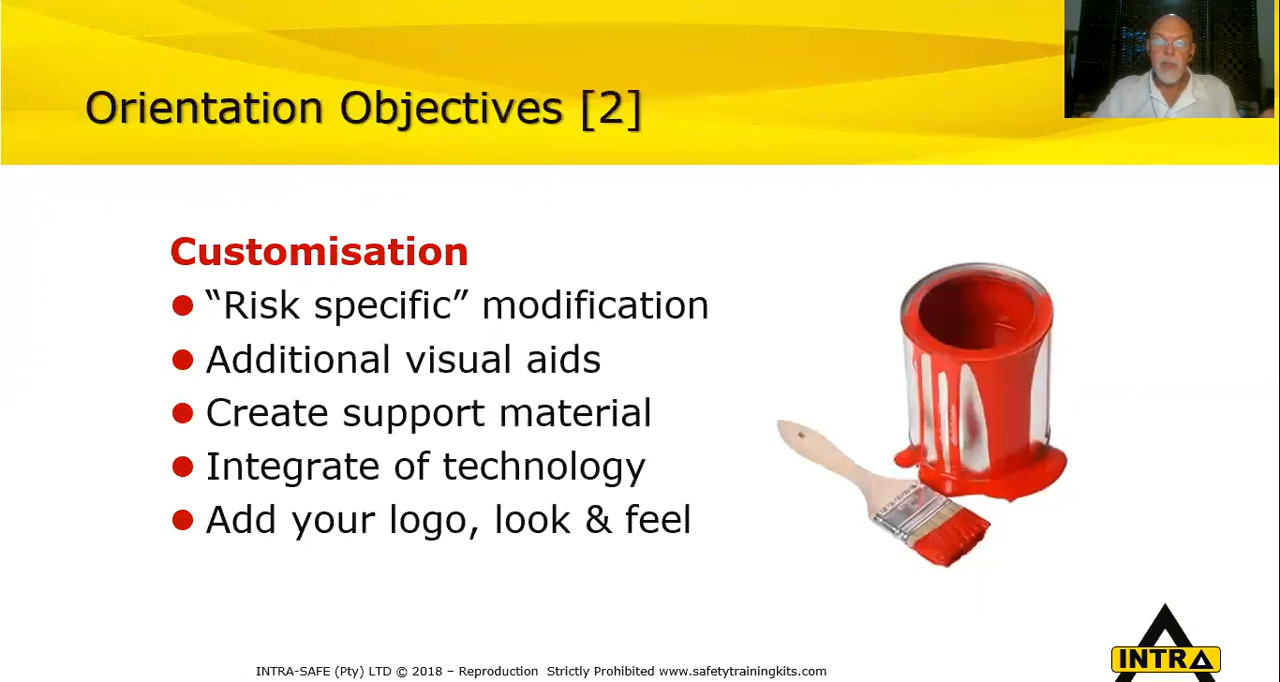 Orientation Objectives [2]
Customisation
“Risk specific” modification
Additional visual aids
Create support material
Integrate of technology
Add your logo, look & feel
INTRA-SAFE (Pty) LTD © 2018 – Reproduction Strictly Prohibited www.safetytrainingkits.com
INTRA